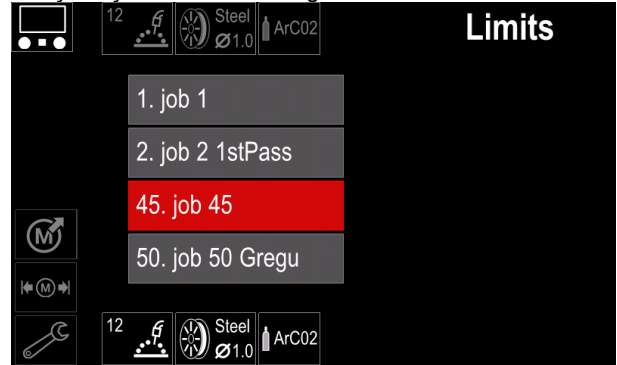 12
Steel
Ø1.0
ArC02
Limits
1. job 1
2. job 2 1stPass
45. job 45
50. job 50 Gregu
M
M
12
Steel
Ø1.0
ArC02